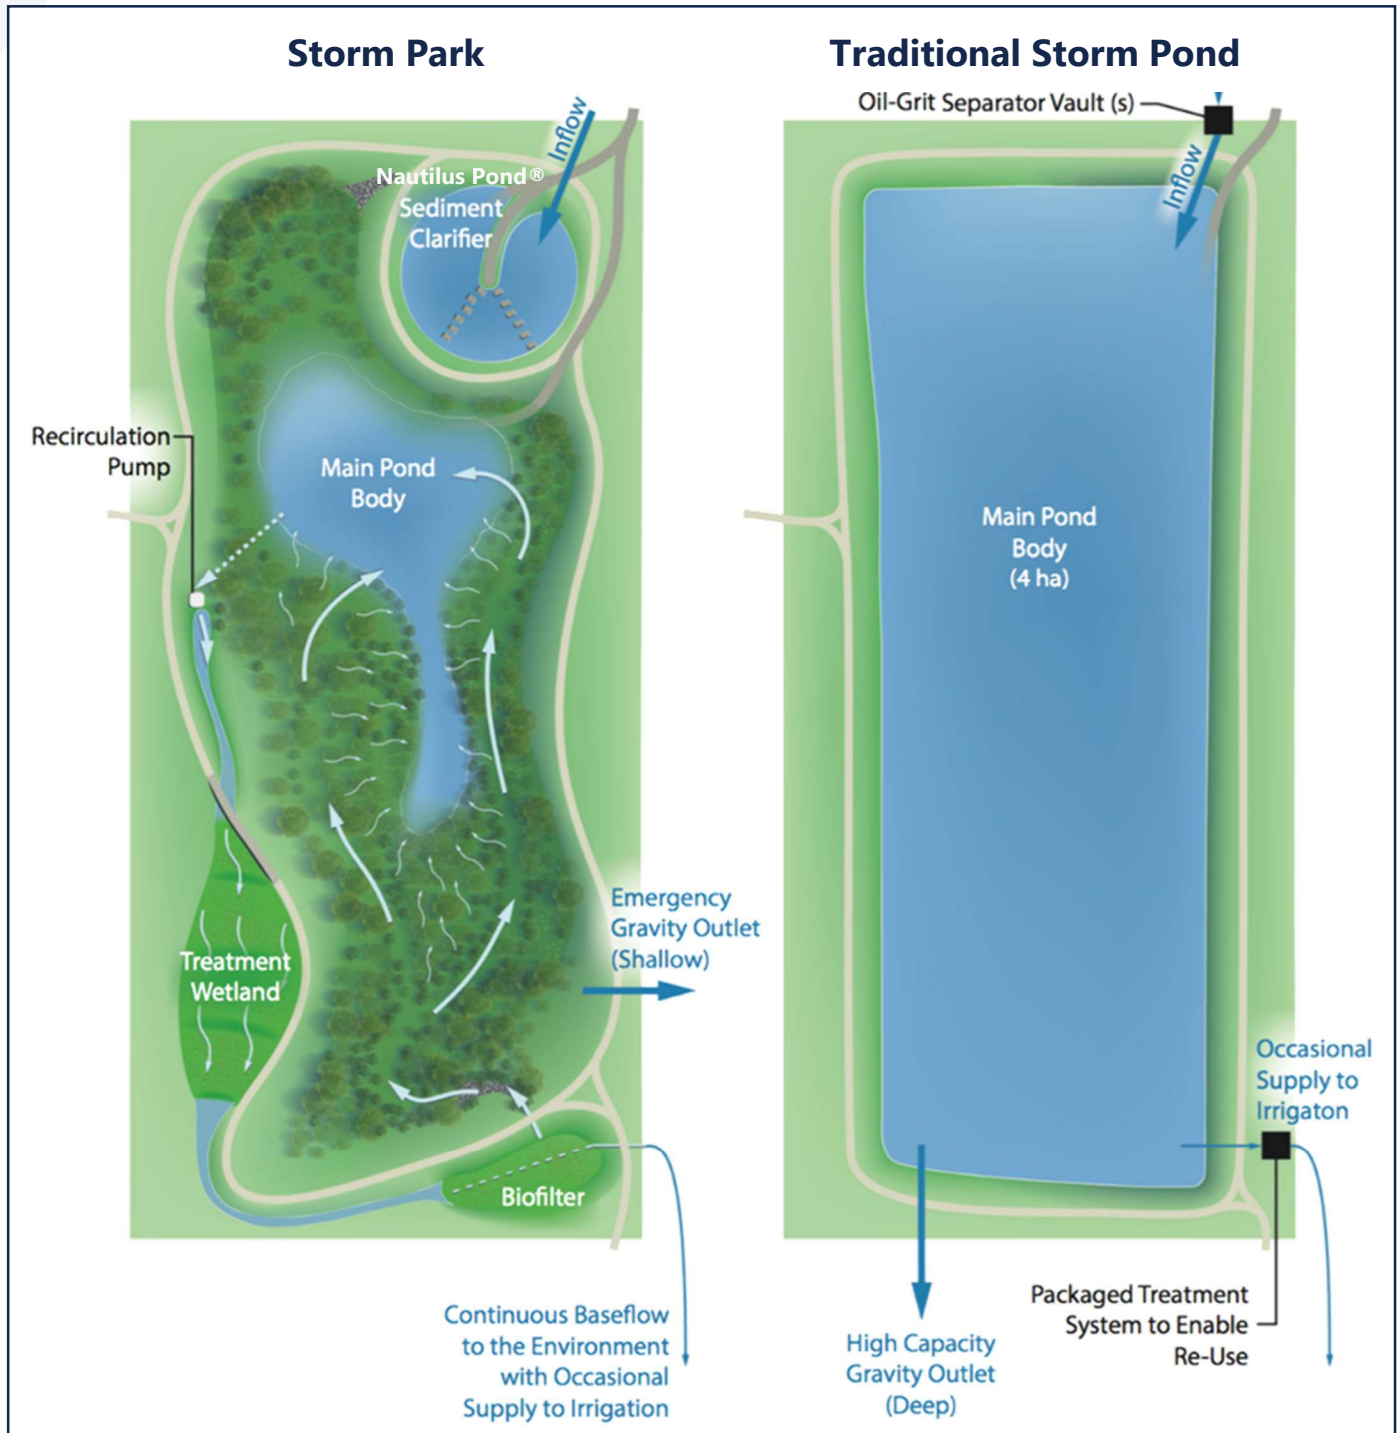 Storm Park
Traditional Storm Pond
Oil-Grit Separator Vault (s)
Inflow
Nautilus Pond®
Sediment
Clarifier
Inflow
Recirculation
Pump
Main Pond
Body
Main Pond
Body
(4 ha)
Emergency
Gravity Outlet
(Shallow)
Treatment
Wetland
Occasional
Supply to
Irrigaton
Biofilter
Continuous Baseflow
to the Environment
with Occasional
Supply to Irrigation
High Capacity
Gravity Outlet
(Deep)
Packaged Treatment
System to Enable
Re-Use